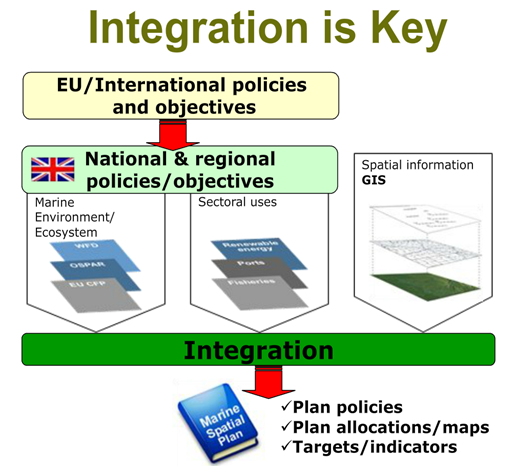 Integration is Key
EU/International policies
and objectives
National & regional
policies/objectives
Marine
Environment/
Ecosystem
WFD
OSPAR
EU CFP
Sectoral uses
Renewable
energy
Ports
Fisheries
Spatial information
GIS
Integration
Marine
Spatial
Plan
✓Plan policies
✓Plan allocations/maps
✓Targets/indicators